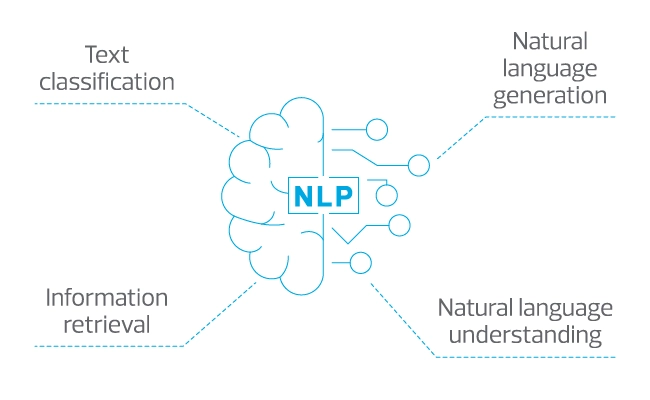 Text
classification
Natural
language
generation
NLP
Information
retrieval
Natural language
understanding